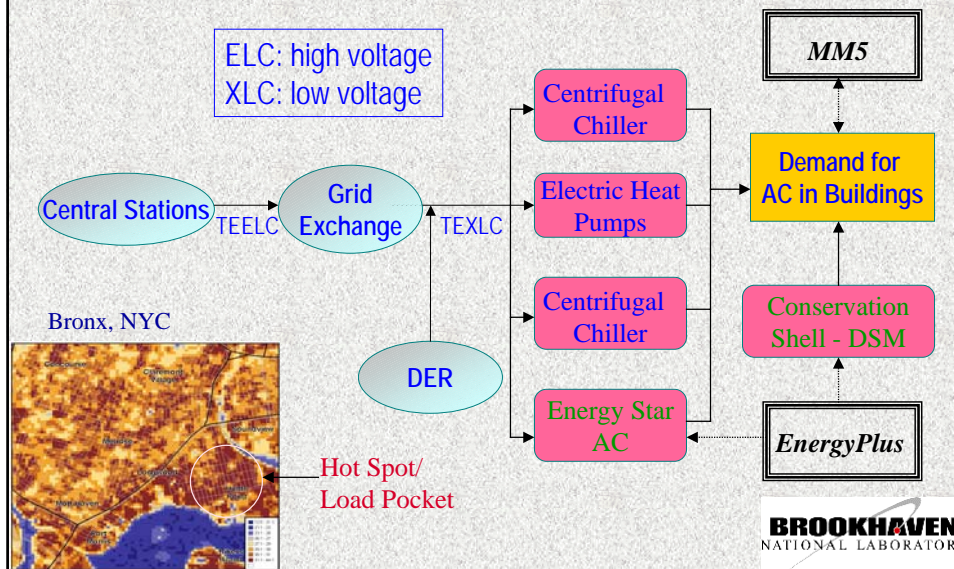 ELC: high voltage
XLC: low voltage
MM5
Centrifugal
Chiller
Demand for
AC in Buildings
Central Stations
TEELC
Grid
Exchange
TEXLC
Electric Heat
Pumps
Centrifugal
Chiller
Conservation
Shell - DSM
Bronx, NYC
DER
Energy Star
AC
EnergyPlus
Hot Spot/
Load Pocket
BROOKHAVEN
NATIONAL LABORATOR